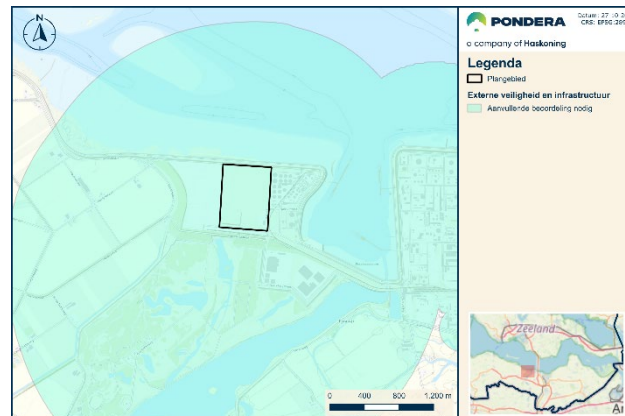 N
PONDERA
a company of Haskoning
Legenda
Plangebied
Externe veiligheid en infrastructuur
Aanvullende beoordeling nodig
0 400 800 1.200 m
Zeeland